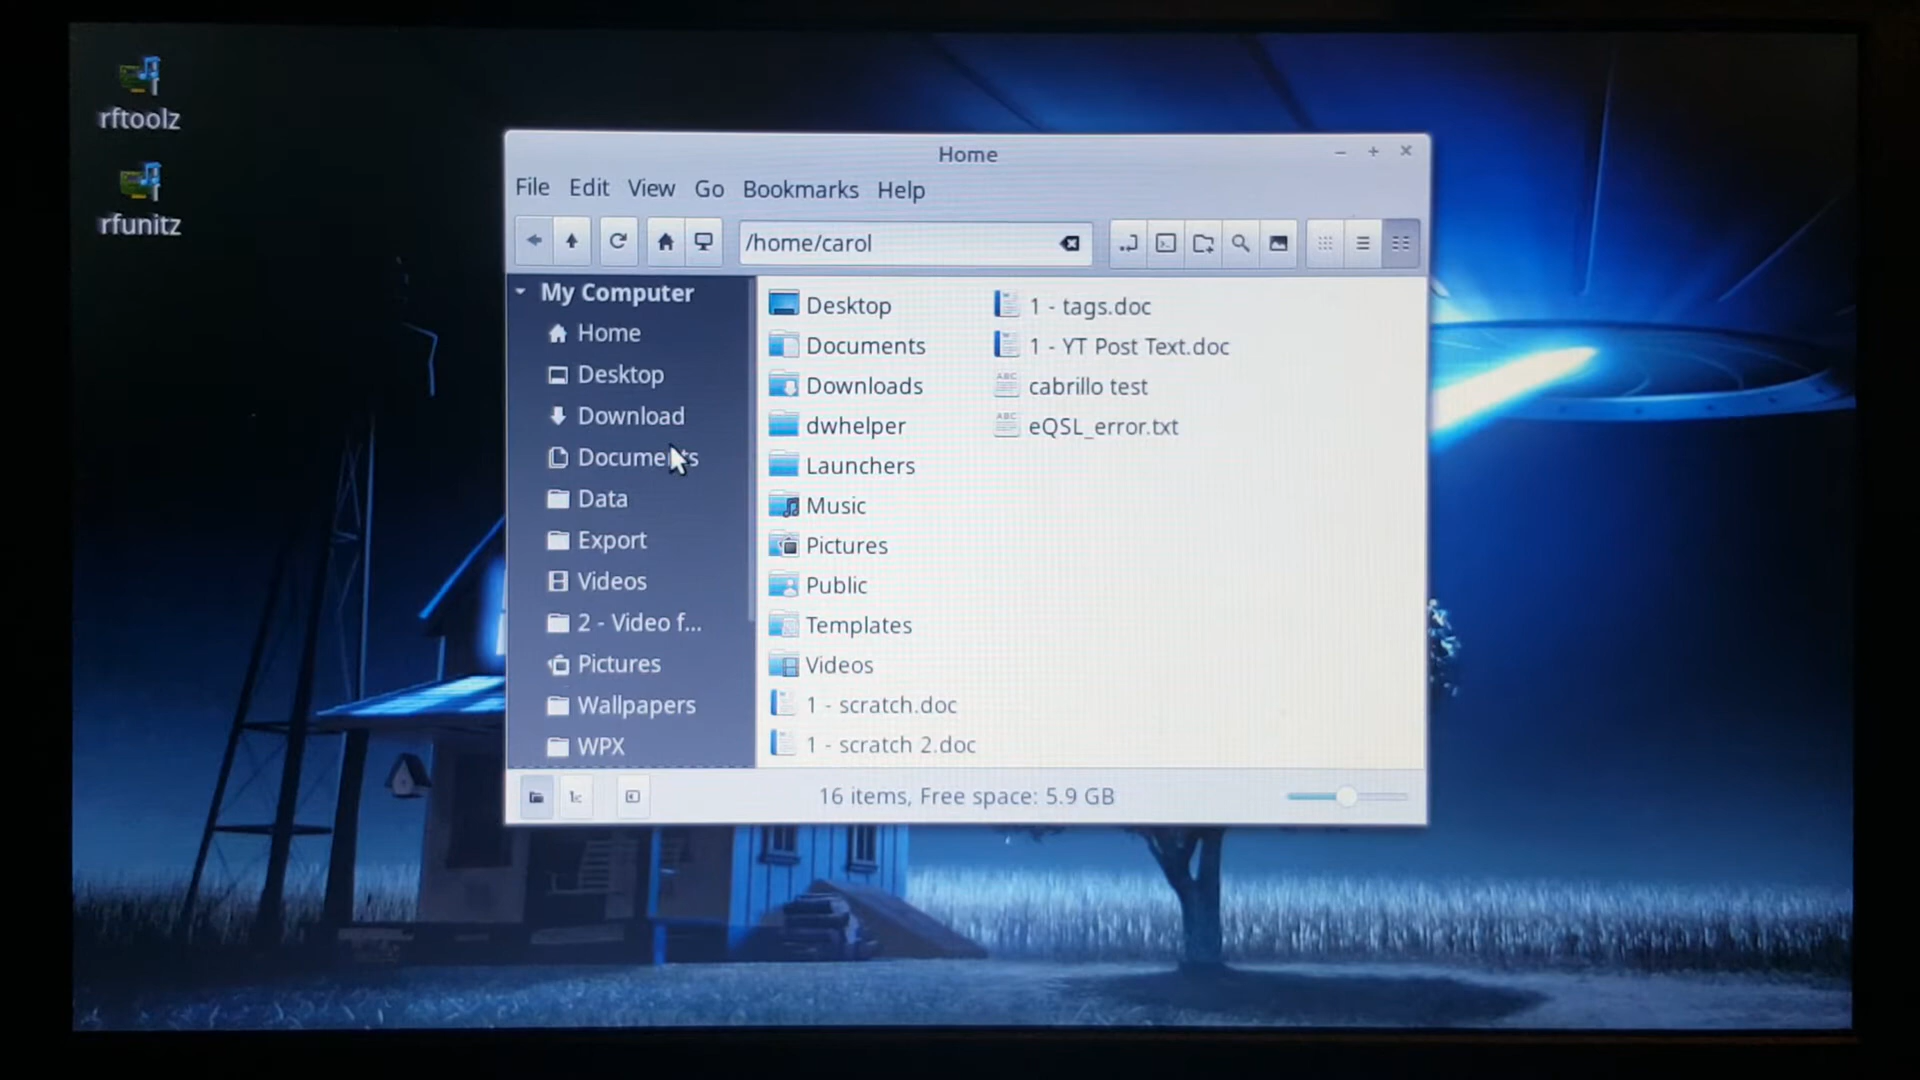 rftoolz
rfunitz
Home
File Edit View Go Bookmarks Help
/home/carol
My Computer
Home
Desktop
Download
Documents
Data
Export
Videos
2 - Video f...
Pictures
Wallpapers
WPX
Desktop
Documents
Downloads
dwhelper
Launchers
Music
Pictures
Public
Templates
Videos
1 - scratch.doc
1 - scratch 2.doc
1 - tags.doc
1 - YT Post Text.doc
cabrillo test
eQSL_error.txt
16 items, Free space: 5.9 GB